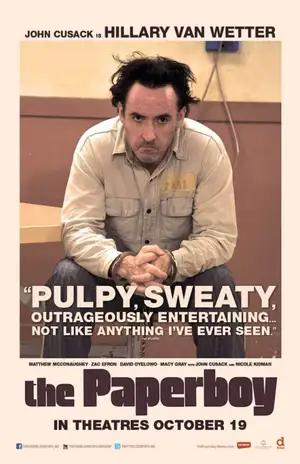 JOHN CUSACK IS HILLARY VAN WETTER
“PULPY, SWEATY,
OUTRAGEOUSLY ENTERTAINING...
NOT LIKE ANYTHING I'VE EVER SEEN.”
MATTHEW MCCONAUGHEY · ZAC EFRON · DAVID OYELOWO · MACY GRAY WITH JOHN CUSACK AND NICOLE KIDMAN
the Paperboy
IN THEATRES OCTOBER 19